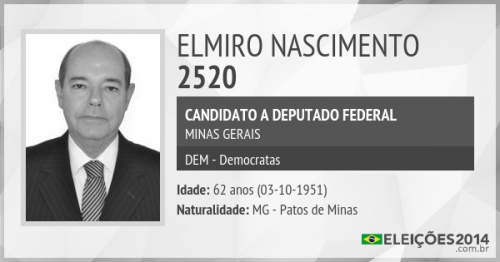 ELMIRO NASCIMENTO
2520
CANDIDATO A DEPUTADO FEDERAL
MINAS GERAIS
DEM - Democratas
Idade: 62 anos (03-10-1951)
Naturalidade: MG - Patos de Minas
ELEIÇÕES2014
.com.br